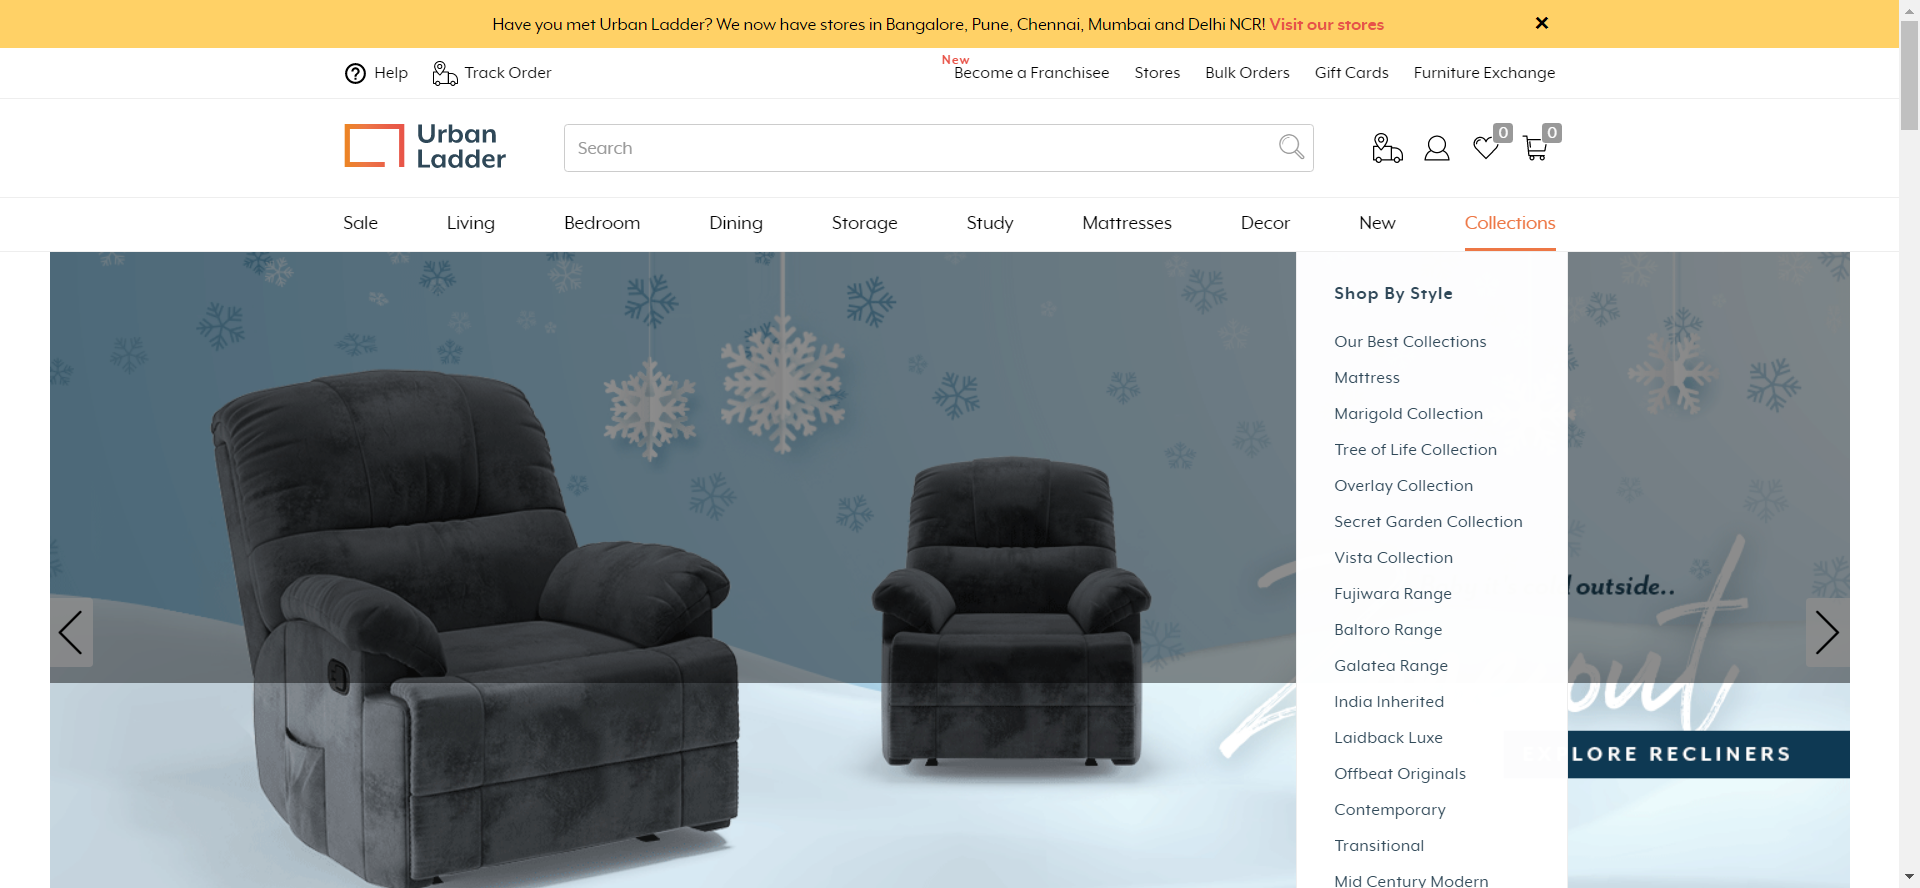 Have you met Urban Ladder? We now have stores in Bangalore, Pune, Chennai, Mumbai and Delhi NCR! Visit our stores
Help
Track Order
New
Become a Franchisee
Stores
Bulk Orders
Gift Cards
Furniture Exchange
Urban
Ladder
Search
0
0
Sale
Living
Bedroom
Dining
Storage
Study
Mattresses
Decor
New
Collections
Shop By Style
Our Best Collections
Mattress
Marigold Collection
Tree of Life Collection
Overlay Collection
Secret Garden Collection
Vista Collection
Fujiwara Range
Baltoro Range
Galatea Range
India Inherited
Laidback Luxe
Offbeat Originals
Contemporary
Transitional
Mid Century Modern
outside..
out
EXPLORE RECLINERS